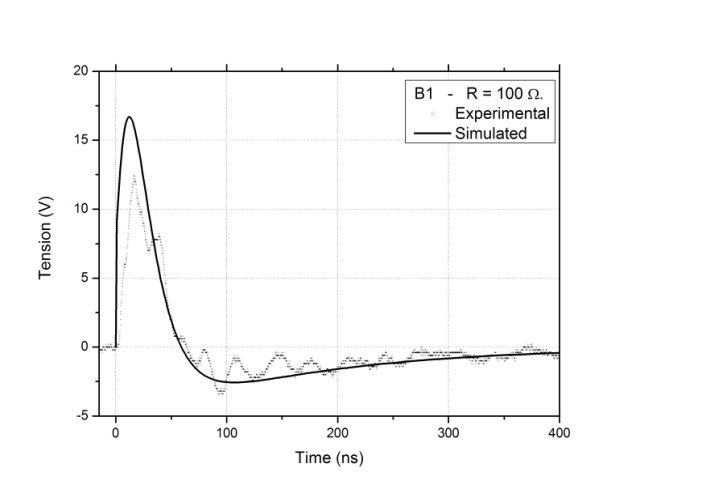 20
15
10
5
0
-5
Tension (V)
B1 - R = 100 Ω.
Experimental
Simulated
0 100 200 300 400
Time (ns)